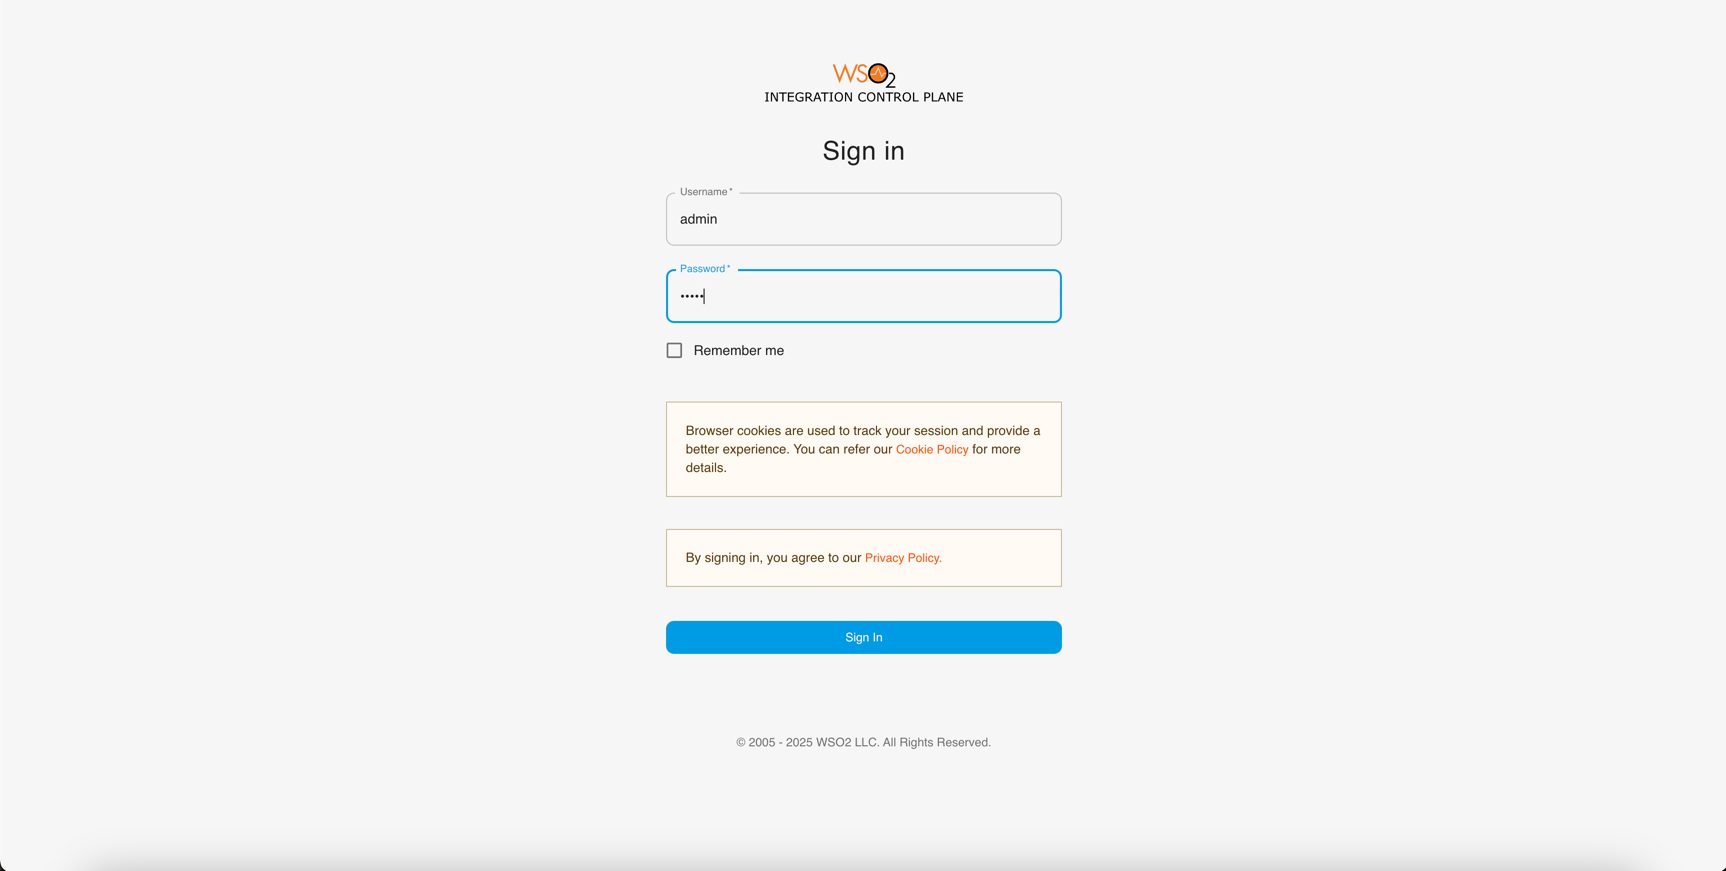 WSO2
INTEGRATION CONTROL PLANE
Sign in
Username *
admin
Password *
•••••
Remember me
Browser cookies are used to track your session and provide a
better experience. You can refer our Cookie Policy for more
details.
By signing in, you agree to our Privacy Policy.
Sign In
© 2005 - 2025 WSO2 LLC. All Rights Reserved.